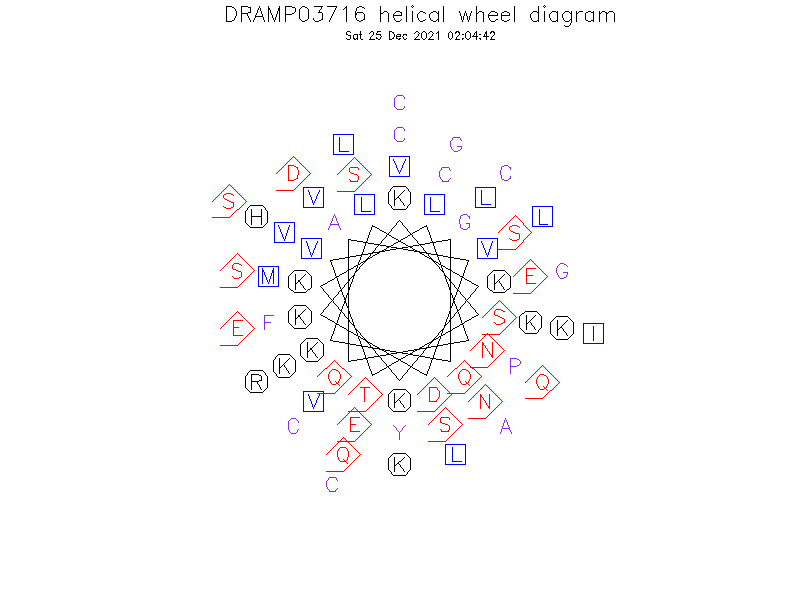 DRAMP03716 helical wheel diagram
Sat 25 Dec 2021 02:04:42
C
C
L G
V
D S C C
V L K L L
S H A G L
V S
V V
S M K K E G
E F K S K K I
K N
K P
R Q Q Q
V T K D N
C E Y S A
Q K L
C